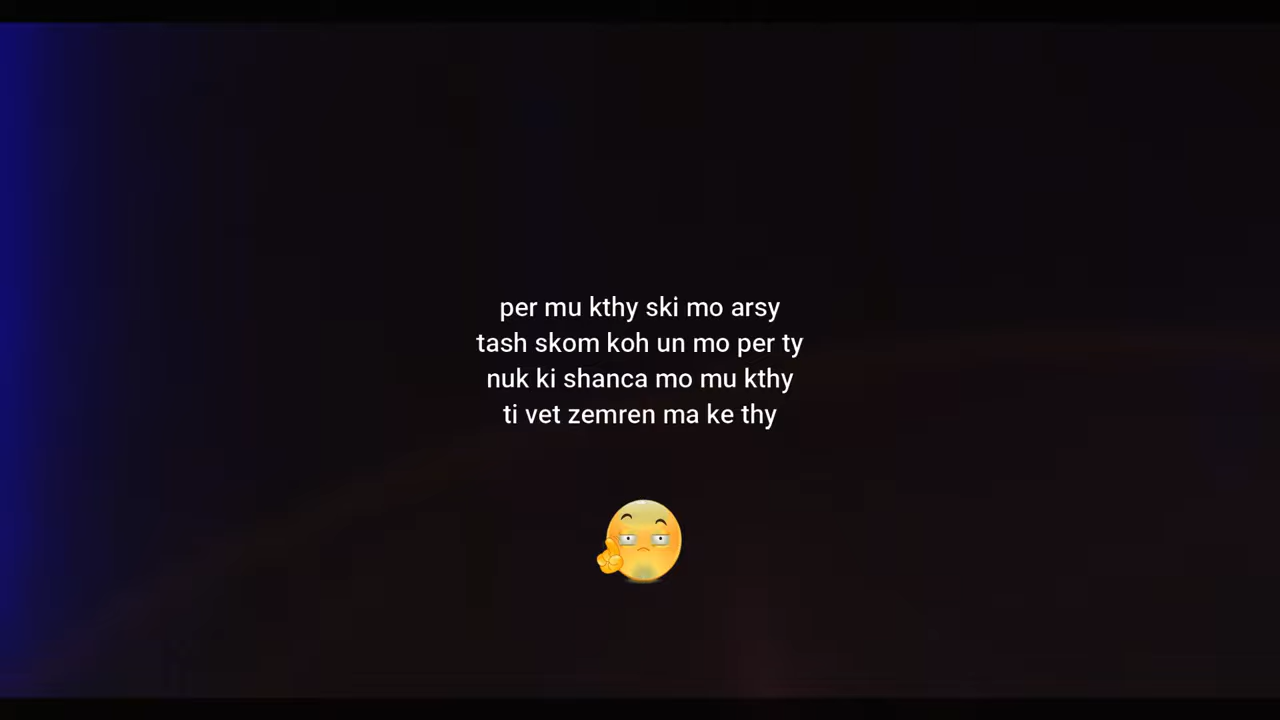 per mu kthy ski mo arsy
tash skom koh un mo per ty
nuk ki shanca mo mu kthy
ti vet zemren ma ke thy